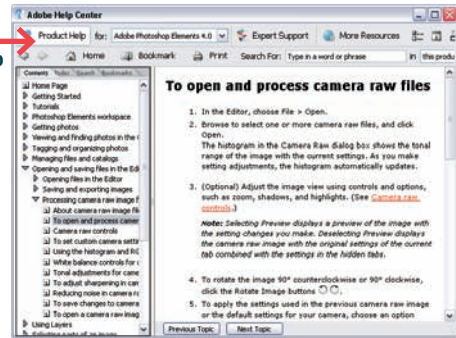 Adobe Help Center
Product Help for: Adobe Photoshop Elements 4.0 Expert Support More Resources
Home Bookmark Print Search For: Type in a word or phrase in this produ
Contents Index Search Bookmarks
Home Page
Getting Started
Tutorials
Photoshop Elements workspace
Getting photos
Viewing and finding photos in the
Tagging and organizing photos
Managing files and catalogs
Opening and saving files in the Edi
Opening files in the Editor
Saving and exporting images
Processing camera raw image f
About camera raw image file
To open and process camer
Camera raw controls
To set custom camera settin
Using the histogram and RG
White balance controls for c
Tonal adjustments for came
To adjust sharpening in cam
Reducing noise in camera ra
To save changes to camera
To open a camera raw imag
Using Layers
To open and process camera raw files
1. In the Editor, choose File > Open.
2. Browse to select one or more camera raw files, and click
Open.
The histogram in the Camera Raw dialog box shows the tonal
range of the image with the current settings. As you make
setting adjustments, the histogram automatically updates.
3. (Optional) Adjust the image view using controls and options,
such as zoom, shadows, and highlights. (See Camera raw
controls.)
Note: Selecting Preview displays a preview of the image with
the setting changes you make. Deselecting Preview displays
the camera raw image with the original settings of the current
tab combined with the settings in the hidden tabs.
4. To rotate the image 90° counterclockwise or 90° clockwise,
click the Rotate Image buttons
5. To apply the settings used in the previous camera raw image
or the default settings for your camera, choose an option
Previous Topic Next Topic